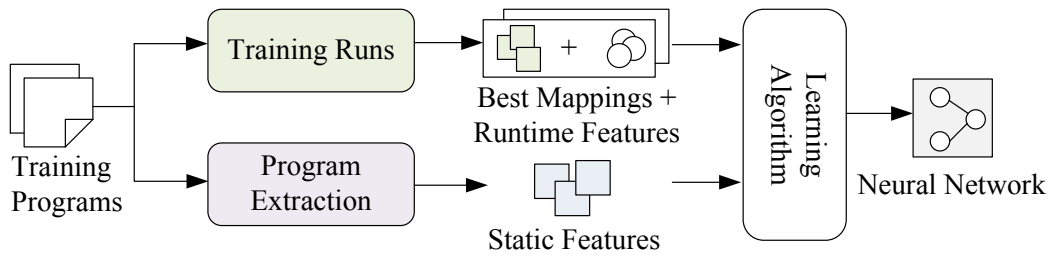 Training
Programs
Training Runs
Program
Extraction
+
Best Mappings +
Runtime Features
Static Features
Learning
Algorithm
Neural Network